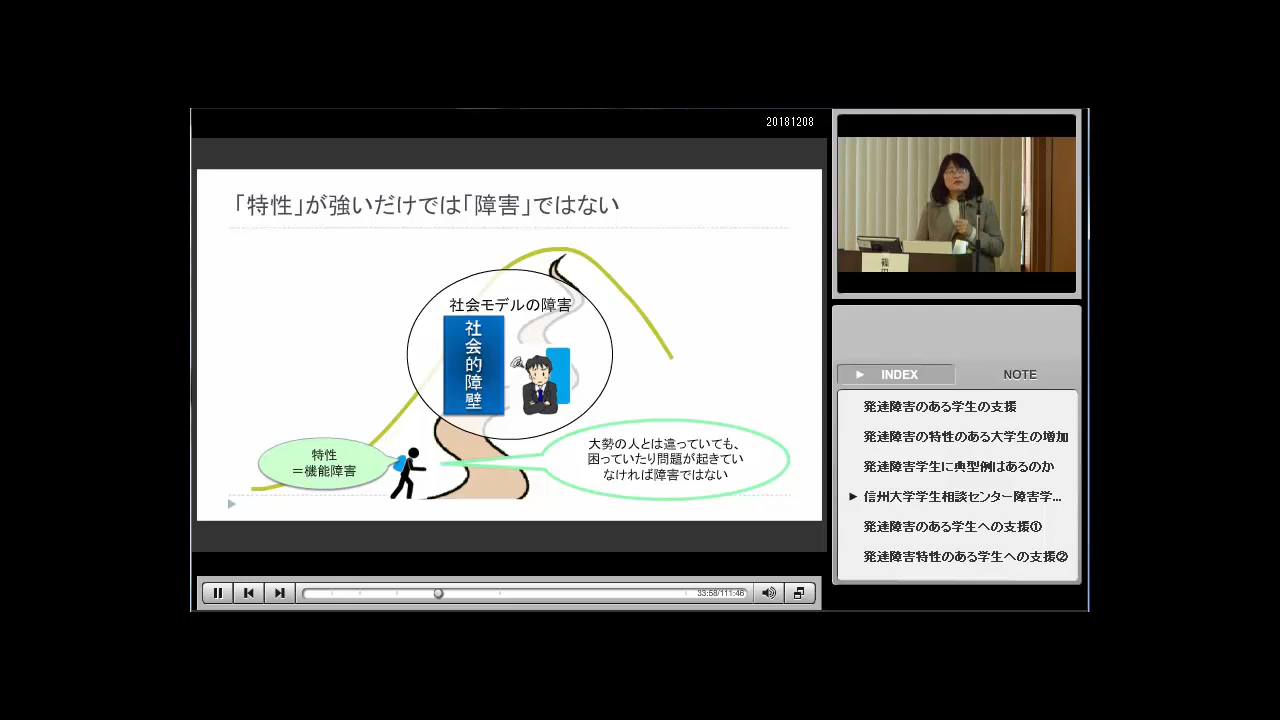 20181208
「特性」が強いだけでは「障害」ではない
社会モデルの障害
社会的障壁
特性
＝機能障害
大勢の人とは違っていても、
困っていたり問題が起きてい
なければ障害ではない
33:58/111:46
INDEX
NOTE
発達障害のある学生の支援
発達障害の特性のある大学生の増加
発達障害学生に典型例はあるのか
信州大学学生相談センター障害学...
発達障害のある学生への支援①
発達障害特性のある学生への支援②